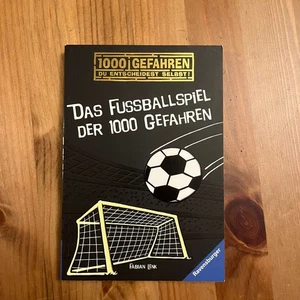 1000 GEFAHREN
DU ENTSCHEIDEST SELBST!
DAS FUSSBALLSPIEL
DER 1000 GEFAHREN
FABIAN LENK
Ravensburger